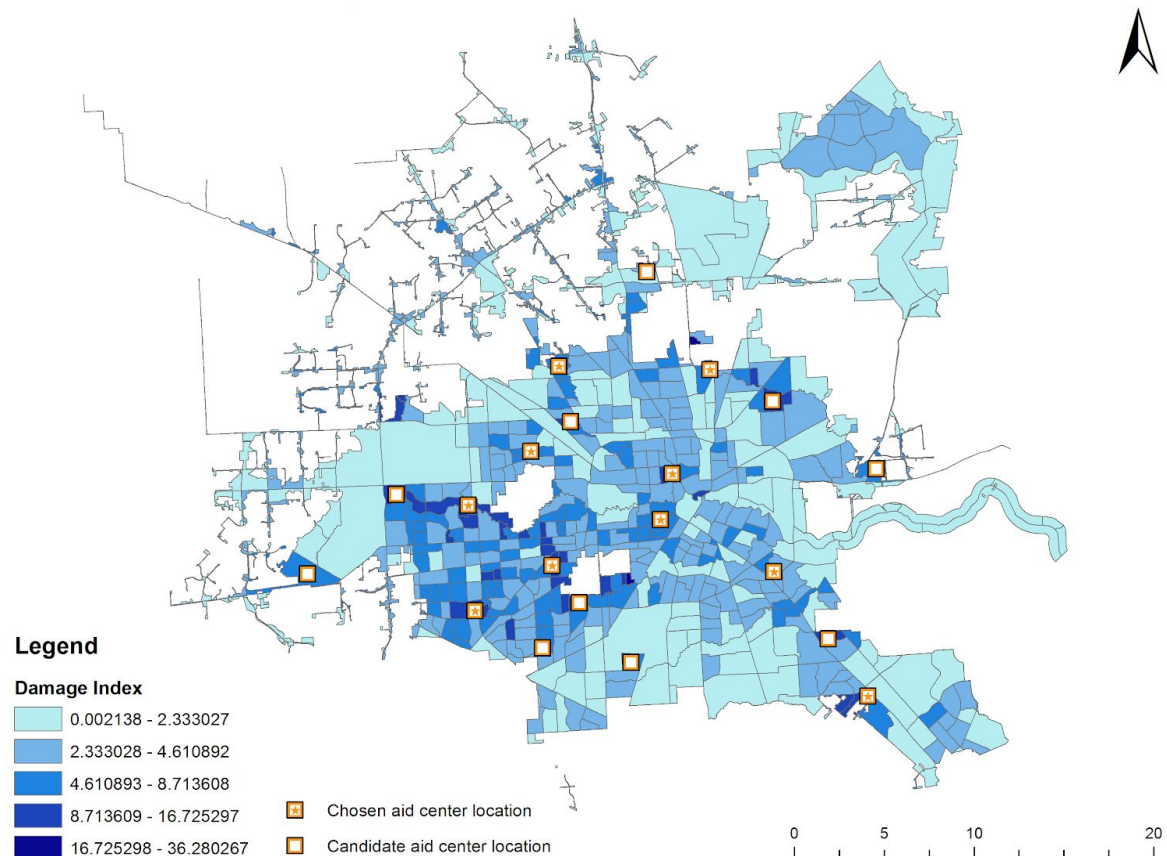 Legend
Damage Index
0.002138 - 2.333027
2.333028 - 4.610892
4.610893 - 8.713608
8.713609 - 16.725297
16.725298 - 36.280267
Chosen aid center location
Candidate aid center location
0 5 10 20